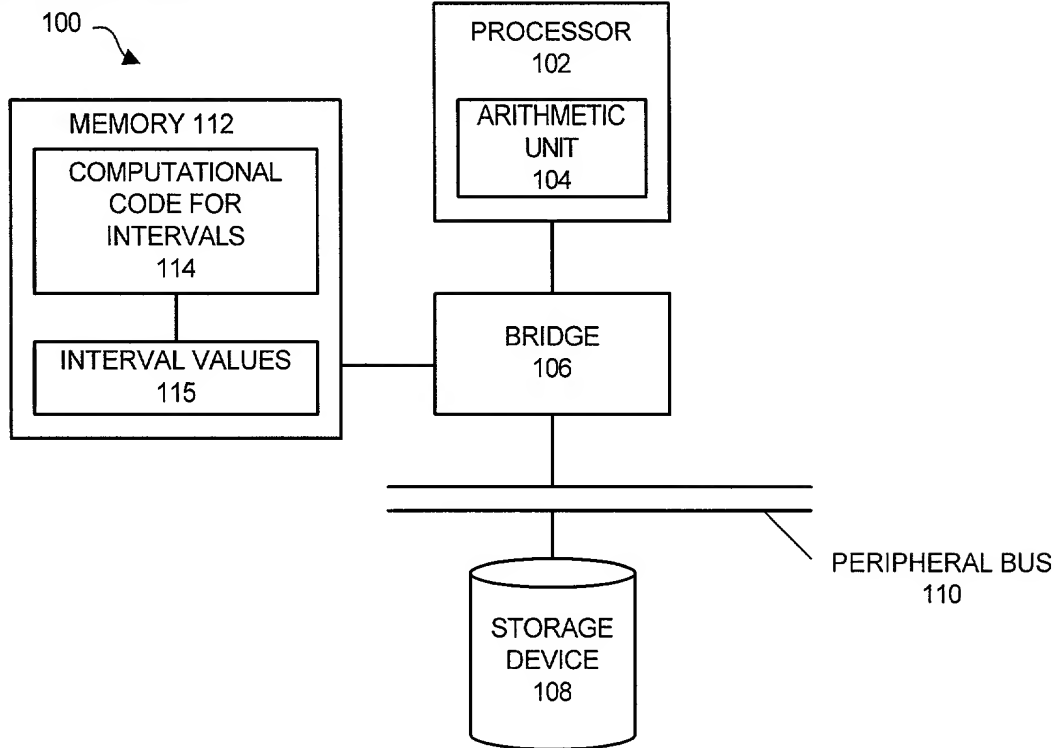 100
PROCESSOR
102
ARITHMETIC
UNIT
104
MEMORY 112
COMPUTATIONAL
CODE FOR
INTERVALS
114
INTERVAL VALUES
115
BRIDGE
106
PERIPHERAL BUS
110
STORAGE
DEVICE
108